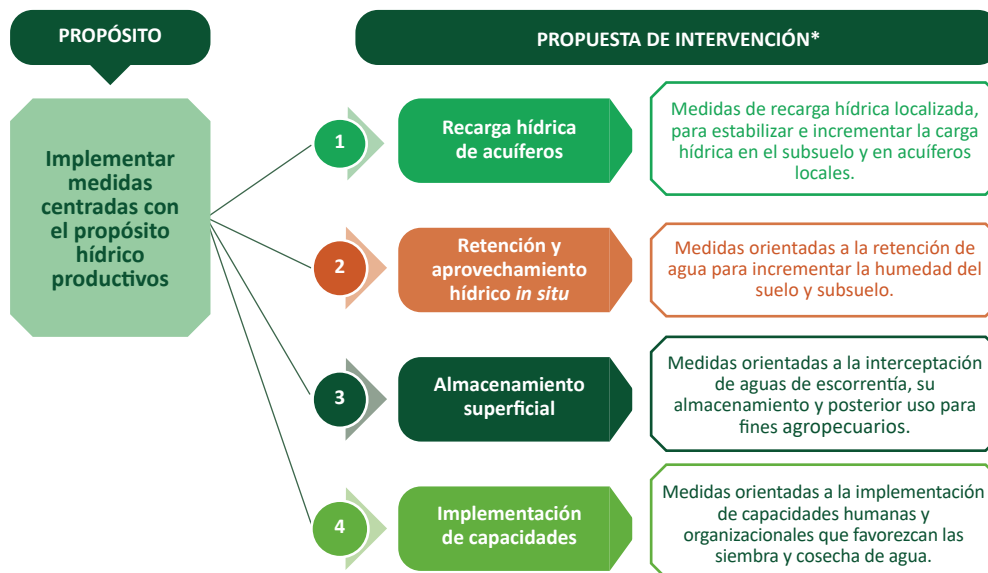 PROPÓSITO
PROPUESTA DE INTERVENCIÓN*
Implementar
medidas
centradas con
el propósito
hídrico
productivos
1
Recarga hídrica
de acuíferos
Medidas de recarga hídrica localizada,
para estabilizar e incrementar la carga
hídrica en el subsuelo y en acuíferos
locales.
2
Retención y
aprovechamiento
hídrico in situ
Medidas orientadas a la retención de
agua para incrementar la humedad del
suelo y subsuelo.
3
Almacenamiento
superficial
Medidas orientadas a la interceptación
de aguas de escorrentía, su
almacenamiento y posterior uso para
fines agropecuarios.
4
Implementación
de capacidades
Medidas orientadas a la implementación
de capacidades humanas y
organizacionales que favorezcan las
siembra y cosecha de agua.